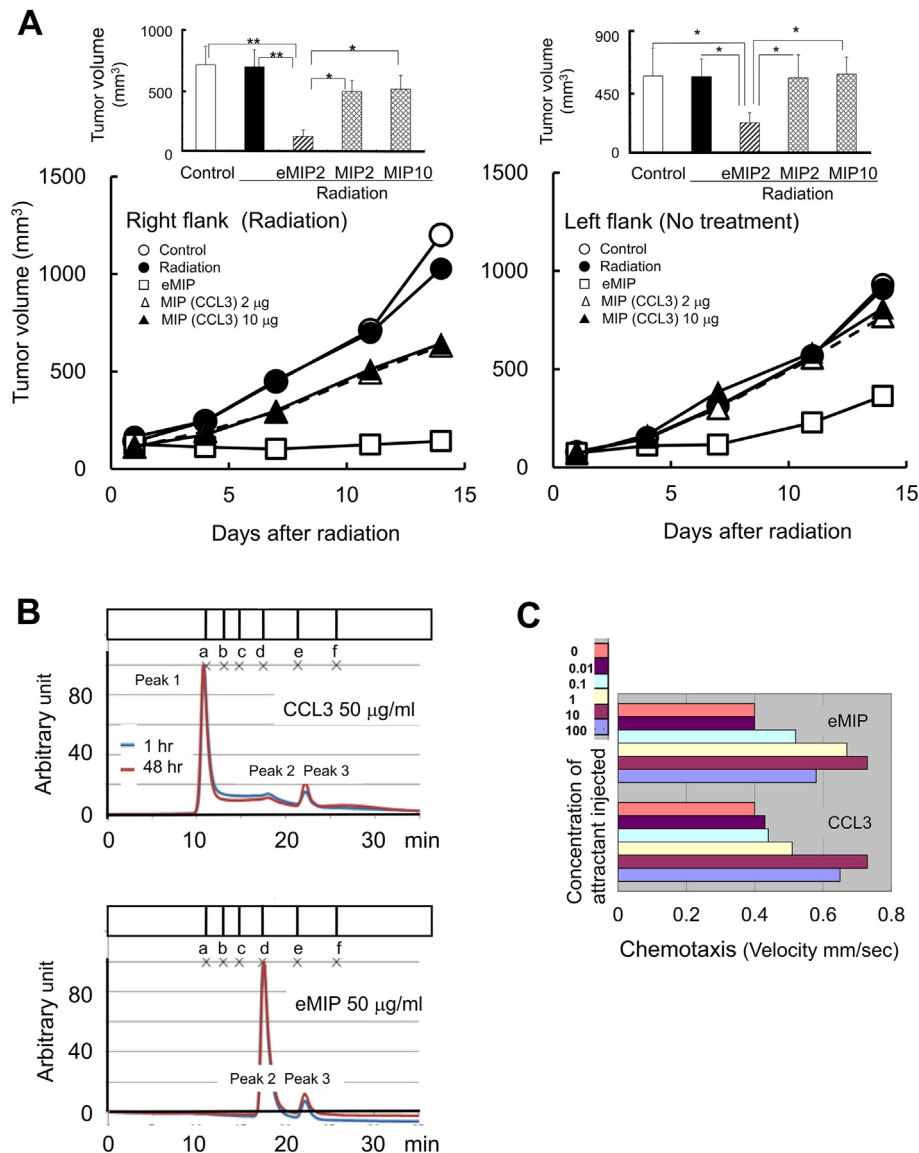 A
1000
500
0
Tumor volume
(mm3)
**
**
*
*
Control
eMIP2
MIP2
MIP10
Radiation
900
450
0
Tumor volume
(mm3)
*
*
*
*
Control
eMIP2
MIP2
MIP10
Radiation
1500
1000
500
0
Tumor volume (mm3)
Right flank (Radiation)
Control
Radiation
eMIP
MIP (CCL3) 2 μg
MIP (CCL3) 10 μg
0 5 10 15
Days after radiation
1500
1000
500
0
Left flank (No treatment)
Control
Radiation
eMIP
MIP (CCL3) 2 μg
MIP (CCL3) 10 μg
0 5 10 15
Days after radiation
B
a b c d e f
Peak 1
CCL3 50 μg/ml
1 hr
48 hr
Peak 2 Peak 3
80
40
0
Arbitrary unit
0 10 20 30 min
a b c d e f
eMIP 50 μg/ml
Peak 2 Peak 3
80
40
0
Arbitrary unit
0 10 20 30 min
C
0
0.01
0.1
1
10
100
Concentration of
attractant injected
eMIP
CCL3
0 0.2 0.4 0.6 0.8
Chemotaxis (Velocity mm/sec)